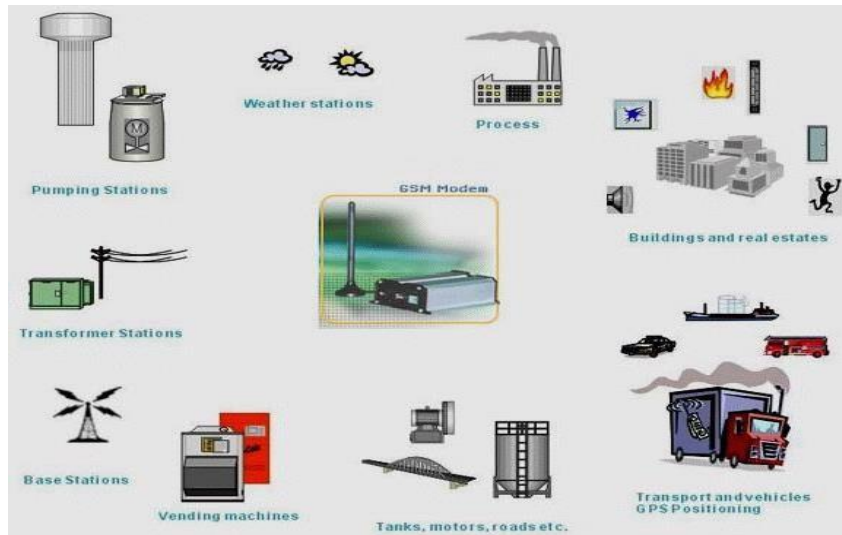 Weather stations
Process
Pumping Stations
GSM Modem
Buildings and real estates
Transformer Stations
Base Stations
Vending machines
Tanks, motors, roads etc.
Transport and vehicles
GPS Positioning
M